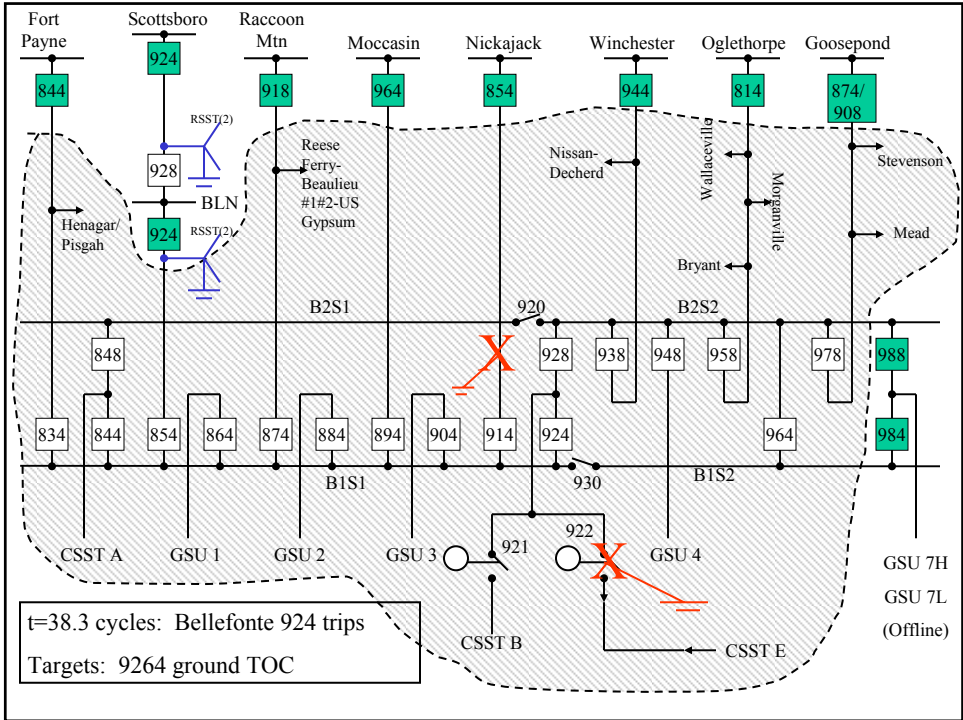 Fort
Payne
Scottsboro
Raccoon
Mtn
Moccasin
Nickajack
Winchester
Oglethorpe
Goosepond
844
924
918
964
854
944
814
874/
908
RSST(2)
928
BLN
924
RSST(2)
Henagar/
Pisgah
Reese
Ferry-
Beaulieu
#1#2-US
Gypsum
Nissan-
Decherd
Wallaceville
Morganville
Bryant
Stevenson
Mead
B2S1
920
B2S2
848
X
928
938
948
958
978
988
834
844
854
864
874
884
894
904
914
924
964
984
B1S1
930
B1S2
CSST A
GSU 1
GSU 2
GSU 3
921
922
X
GSU 4
GSU 7H
GSU 7L
(Offline)
CSST B
CSST E
t=38.3 cycles: Bellefonte 924 trips
Targets: 9264 ground TOC